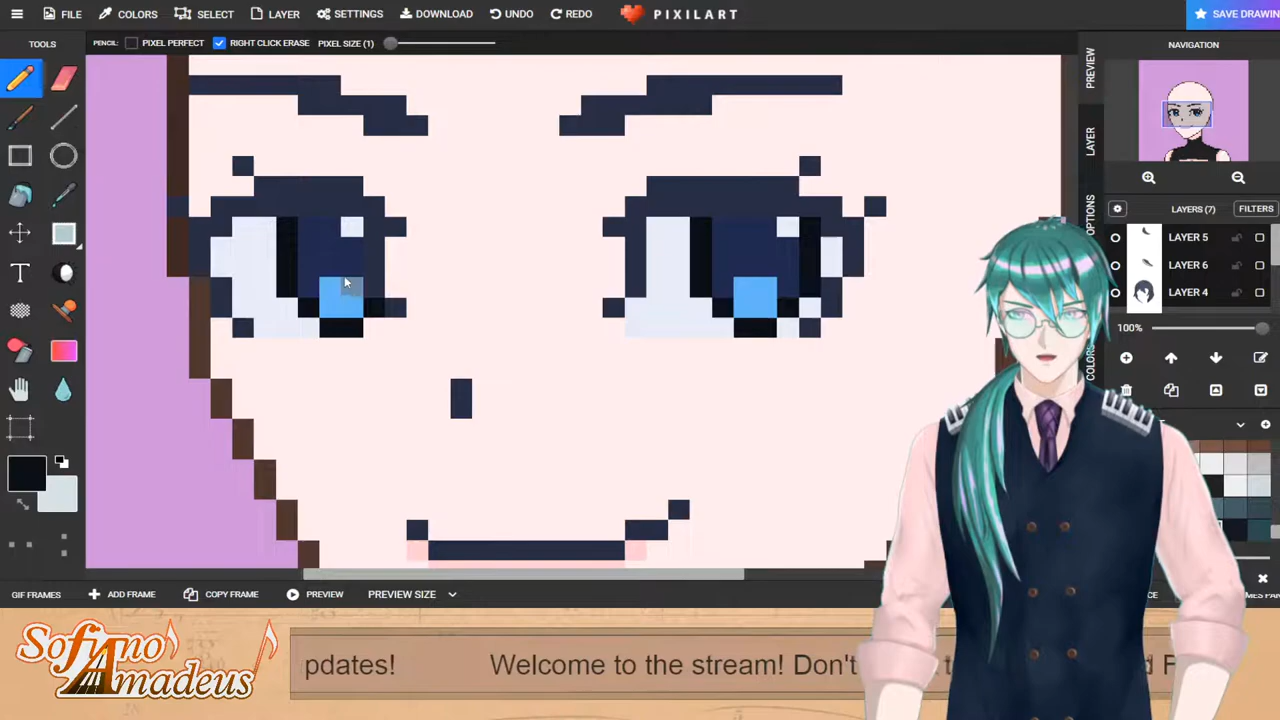 FILE COLORS SELECT LAYER SETTINGS DOWNLOAD UNDO REDO PIXILART SAVE DRAWIN
TOOLS PENCIL: PIXEL PERFECT RIGHT CLICK ERASE PIXEL SIZE (1) NAVIGATION
PREVIEW
LAYER
OPTIONS
COLORS
LAYERS (7) FILTERS
LAYER 5
LAYER 6
LAYER 4
100%
T
GIF FRAMES ADD FRAME COPY FRAME PREVIEW PREVIEW SIZE
Sofiano
Amadeus
pdates! Welcome to the stream! Don't